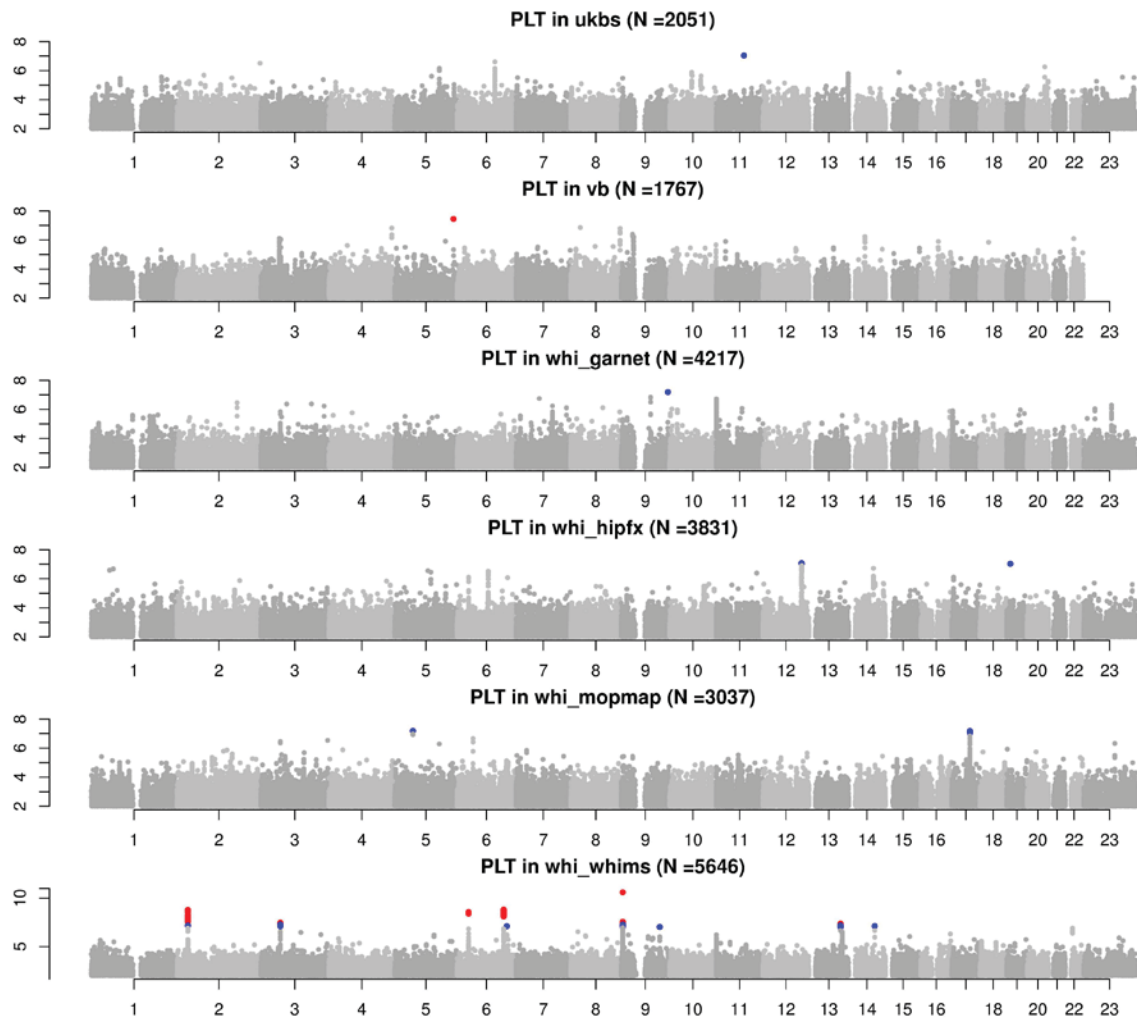 PLT in ukbs (N =2051)
2 4 6 8
1 2 3 4 5 6 7 8 9 10 11 12 13 14 15 16 18 20 22 23
PLT in vb (N =1767)
2 4 6 8
1 2 3 4 5 6 7 8 9 10 11 12 13 14 15 16 18 20 22 23
PLT in whi_garnet (N =4217)
2 4 6 8
1 2 3 4 5 6 7 8 9 10 11 12 13 14 15 16 18 20 22 23
PLT in whi_hipfx (N =3831)
2 4 6 8
1 2 3 4 5 6 7 8 9 10 11 12 13 14 15 16 18 20 22 23
PLT in whi_mopmap (N =3037)
2 4 6 8
1 2 3 4 5 6 7 8 9 10 11 12 13 14 15 16 18 20 22 23
PLT in whi_whims (N =5646)
5 10
1 2 3 4 5 6 7 8 9 10 11 12 13 14 15 16 18 20 22 23